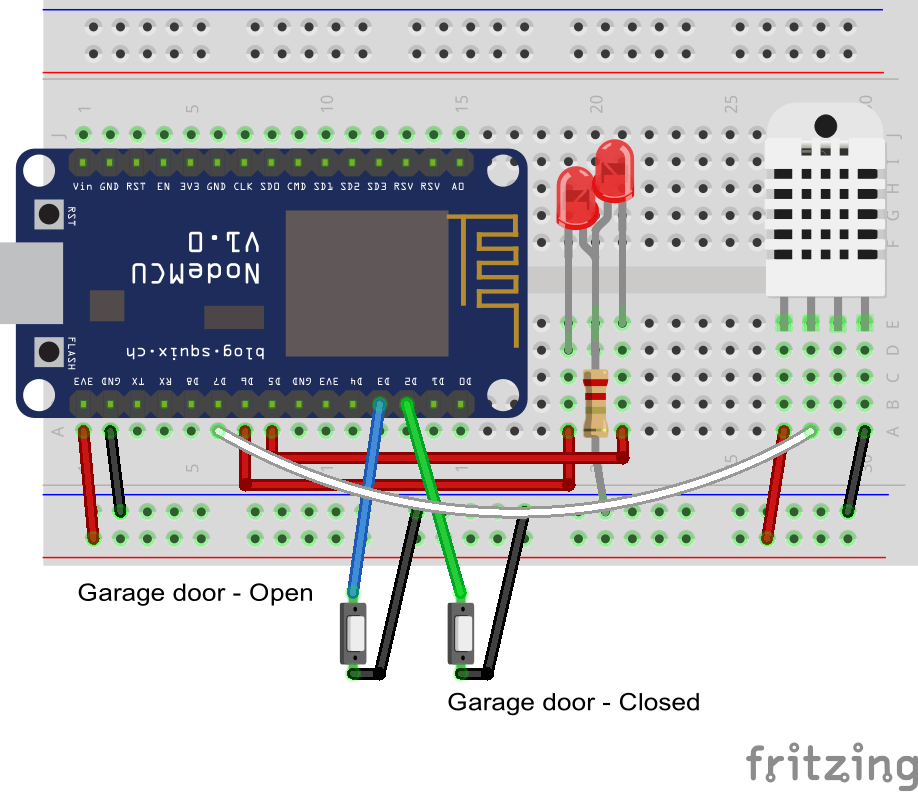 1 5 10 15 20 25 30
J J
I
Vin GND RST EN 3V3 GND CLK SD0 CMD SD1 SD2 SD3 RSV RSV A0
H
RST
G
NodeMCU
V1.0
F
E
FLASH
blog.squix.ch
D
3V3 GND TX RX D8 D7 D6 D5 GND 3V3 D4 D3 D2 D1 D0
C
B
A A
5 25
Garage door - Open
Garage door - Closed
fritzing